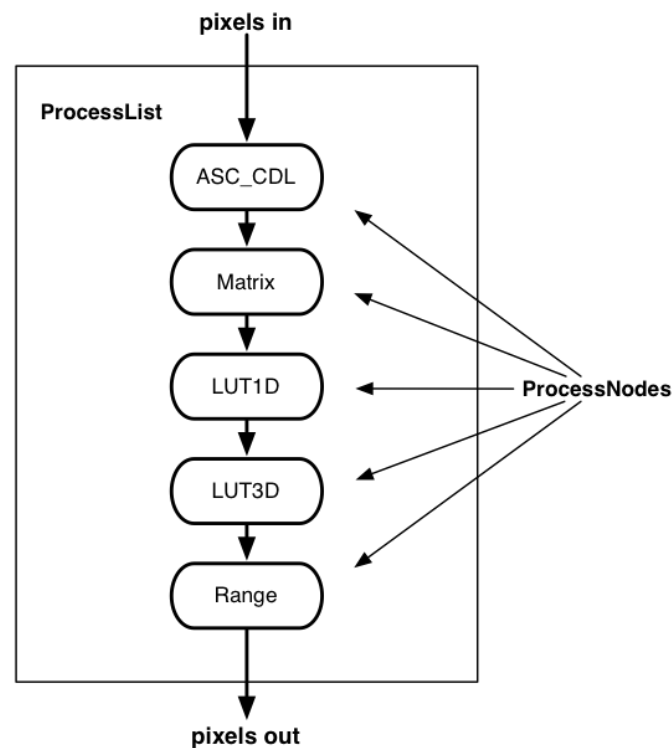 pixels in
ProcessList
ASC_CDL
Matrix
LUT1D
ProcessNodes
LUT3D
Range
pixels out